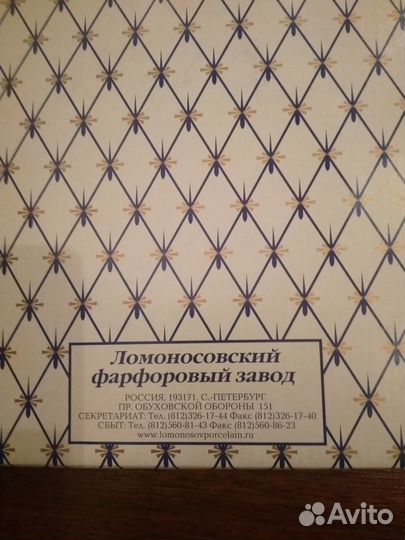 Ломоносовский
фарфоровый завод
РОССИЯ, 193171, С.-ПЕТЕРБУРГ
ПР. ОБУХОВСКОЙ ОБОРОНЫ 151
СЕКРЕТАРИАТ: Тел. (812)326-17-44 Факс (812)326-17-40
СБЫТ: Тел. (812)560-81-43 Факс (812)560-86-23
www.lomonosovporcelain.ru
Avito